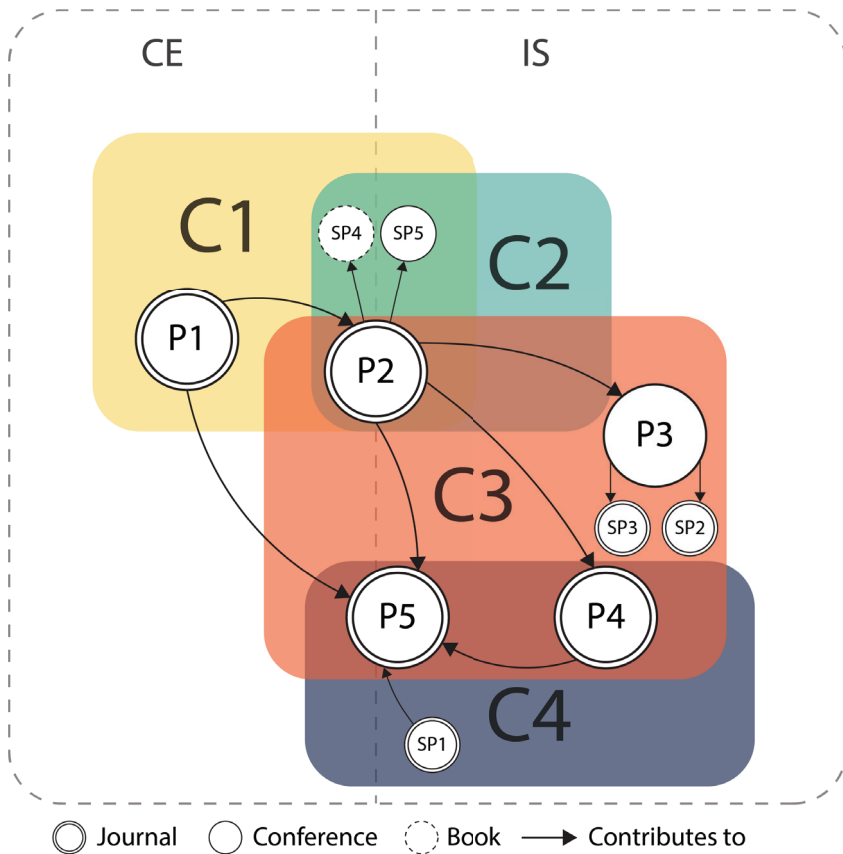 CE IS
C1
SP4 SP5
C2
P1
P2
P3
C3
SP3 SP2
P5 P4
C4
SP1
Journal Conference Book Contributes to